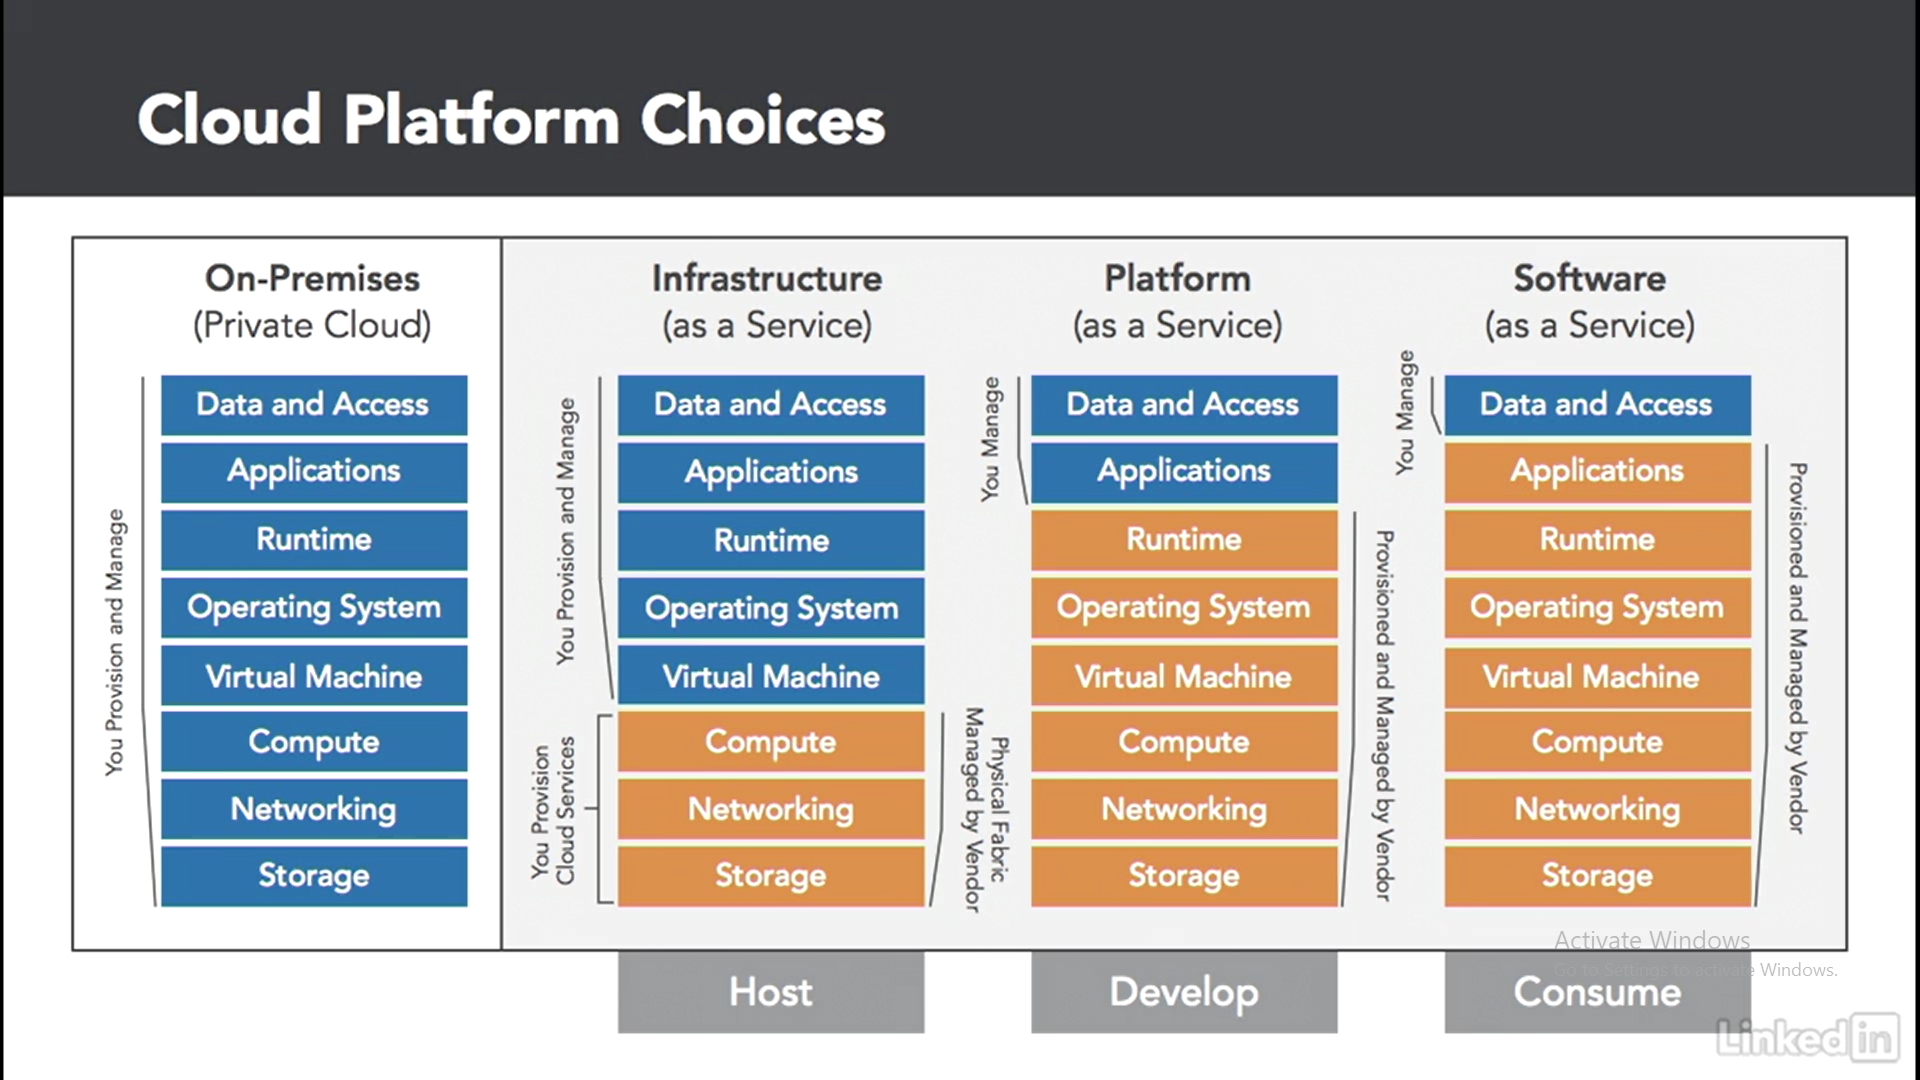 Cloud Platform Choices
On-Premises
(Private Cloud)
You Provision and Manage
Data and Access
Applications
Runtime
Operating System
Virtual Machine
Compute
Networking
Storage
Infrastructure
(as a Service)
You Provision and Manage
You Provision
Cloud Services
Data and Access
Applications
Runtime
Operating System
Virtual Machine
Compute
Networking
Storage
Physical Fabric
Managed by Vendor
Host
Platform
(as a Service)
You Manage
Data and Access
Applications
Runtime
Operating System
Virtual Machine
Compute
Networking
Storage
Provisioned and Managed by Vendor
Develop
Software
(as a Service)
You Manage
Data and Access
Applications
Runtime
Operating System
Virtual Machine
Compute
Networking
Storage
Provisioned and Managed by Vendor
Consume
Activate Windows
Go to Settings to activate Windows.
Linked in